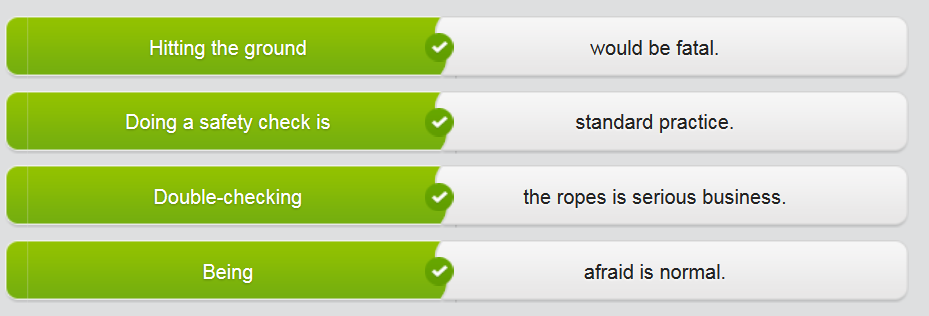 Hitting the ground would be fatal.
Doing a safety check is standard practice.
Double-checking the ropes is serious business.
Being afraid is normal.